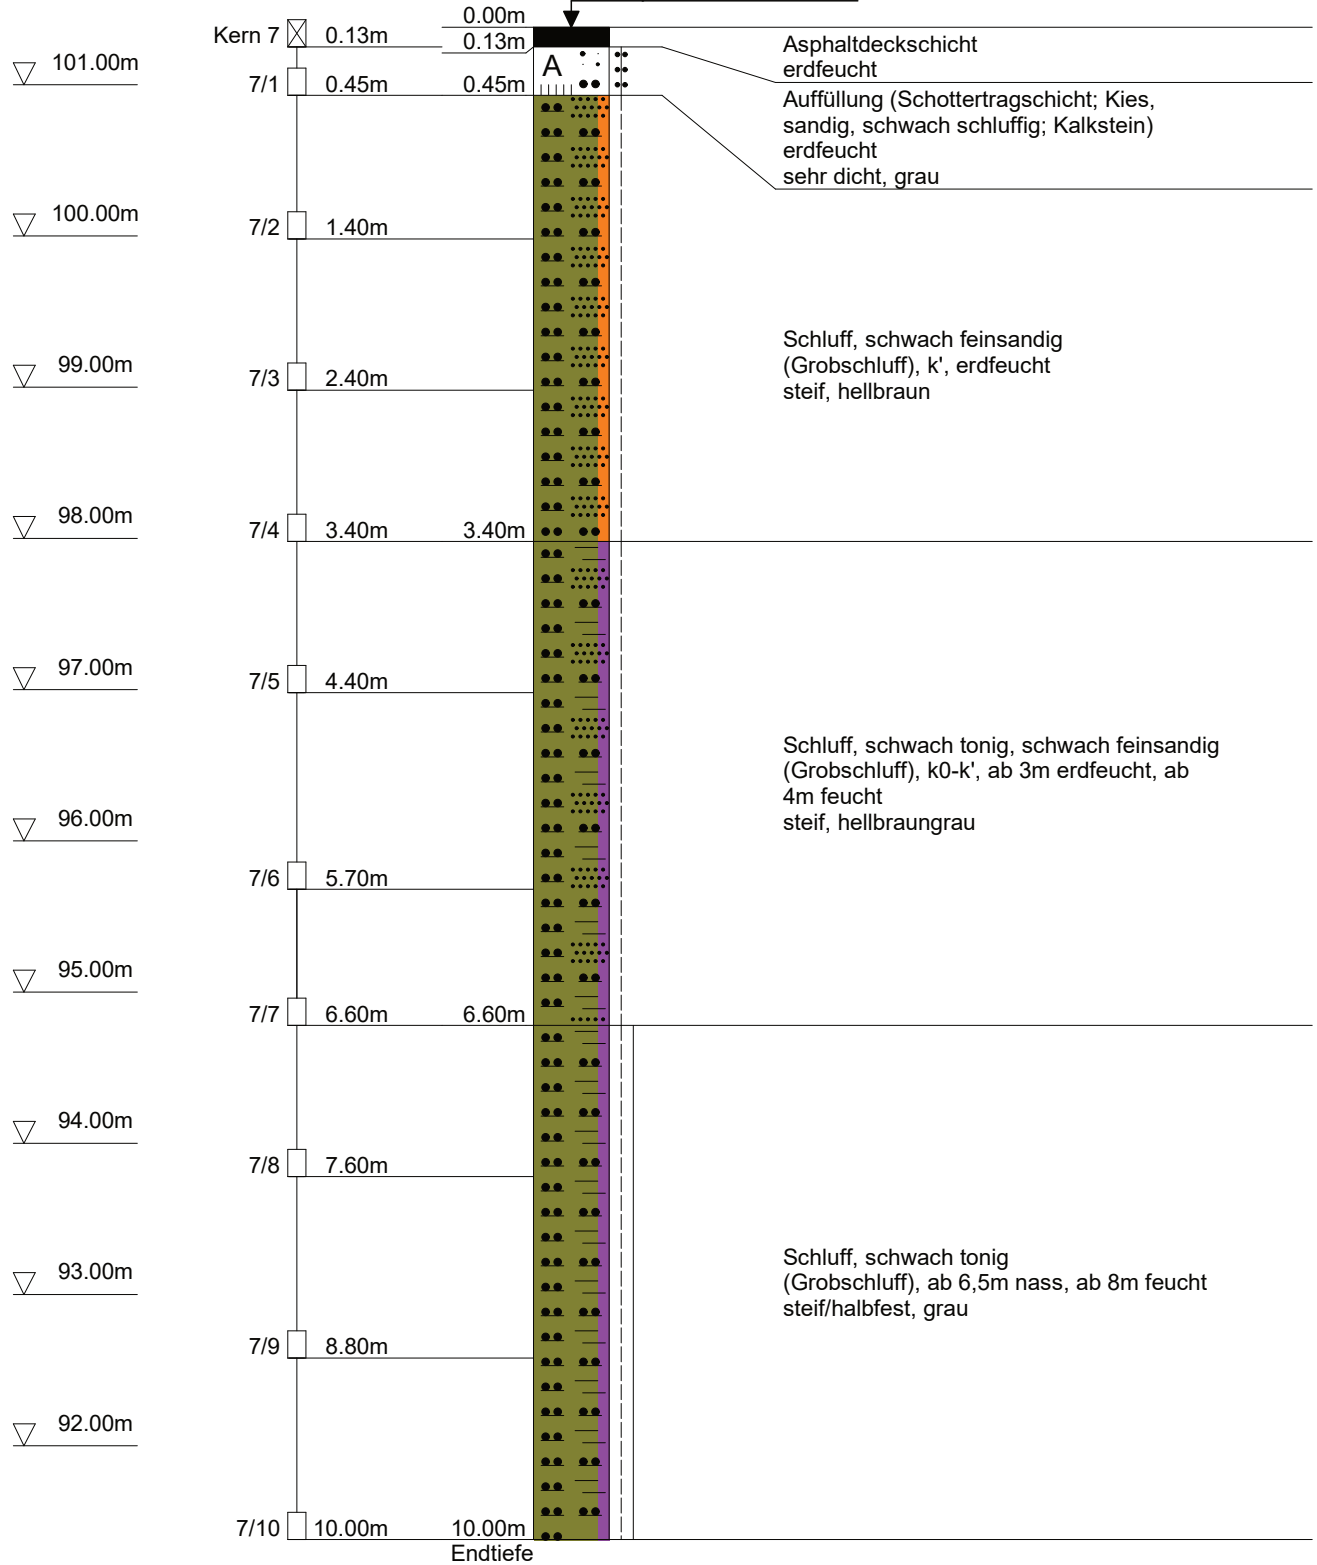 0.00m
Kern 7 0.13m 0.13m
Asphaltdeckschicht
erdfeucht
101.00m
A
7/1 0.45m 0.45m
Auffüllung (Schottertragschicht; Kies,
sandig, schwach schluffig; Kalkstein)
erdfeucht
sehr dicht, grau
100.00m
7/2 1.40m
Schluff, schwach feinsandig
(Grobschluff), k', erdfeucht
steif, hellbraun
99.00m
7/3 2.40m
98.00m
7/4 3.40m 3.40m
97.00m
7/5 4.40m
Schluff, schwach tonig, schwach feinsandig
(Grobschluff), k0-k', ab 3m erdfeucht, ab
4m feucht
steif, hellbraungrau
96.00m
7/6 5.70m
95.00m
7/7 6.60m 6.60m
94.00m
7/8 7.60m
Schluff, schwach tonig
(Grobschluff), ab 6,5m nass, ab 8m feucht
steif/halbfest, grau
93.00m
7/9 8.80m
92.00m
7/10 10.00m 10.00m
Endtiefe